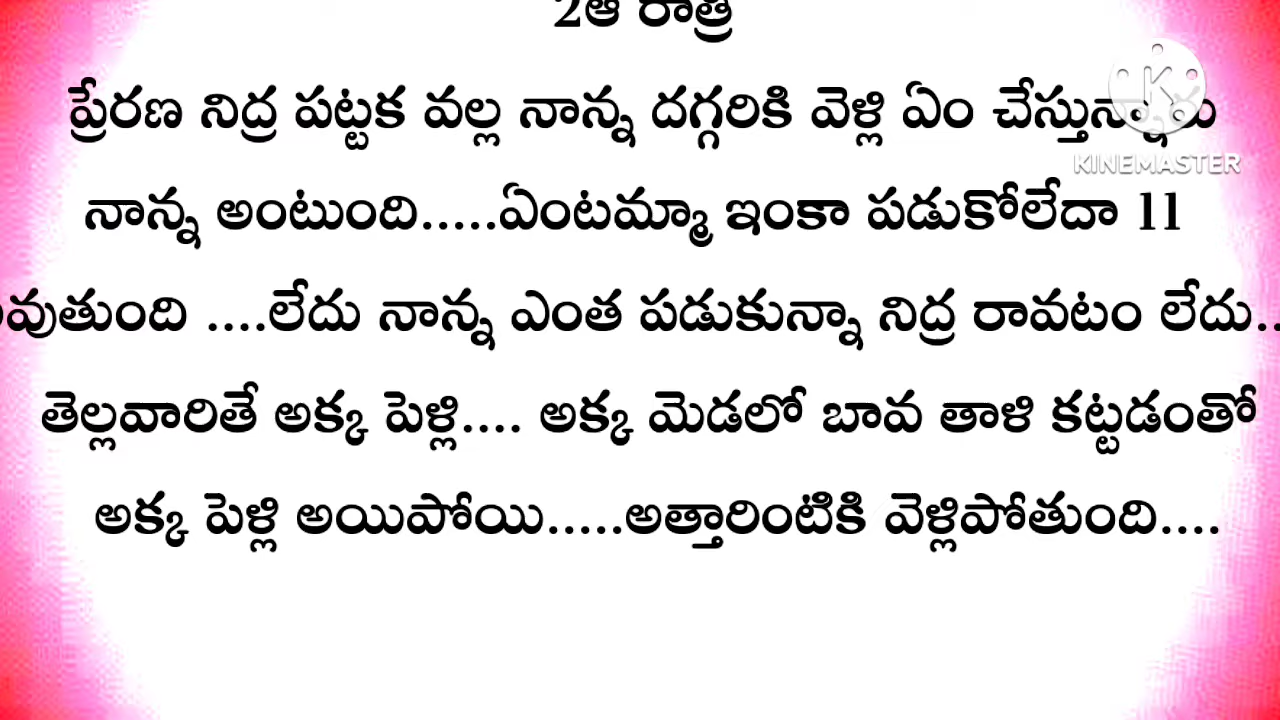 2ఆ రాత్రి
ప్రేరణ నిద్ర పట్టక వల్ల నాన్న దగ్గరికి వెళ్లి ఏం
KINEMASTER
నాన్న అంటుంది.....ఏంటమ్మా ఇంకా పడుకోలేదా 11
....లేదు నాన్న ఎంత పడుకున్నా నిద్ర రావటం లేదు..
తెల్లవారితే అక్క పెళ్లి.... అక్క మెడలో బావ తాళి కట్టడంతో
అక్క పెళ్లి అయిపోయి.....అత్తారింటికి వెళ్లిపోతుంది....